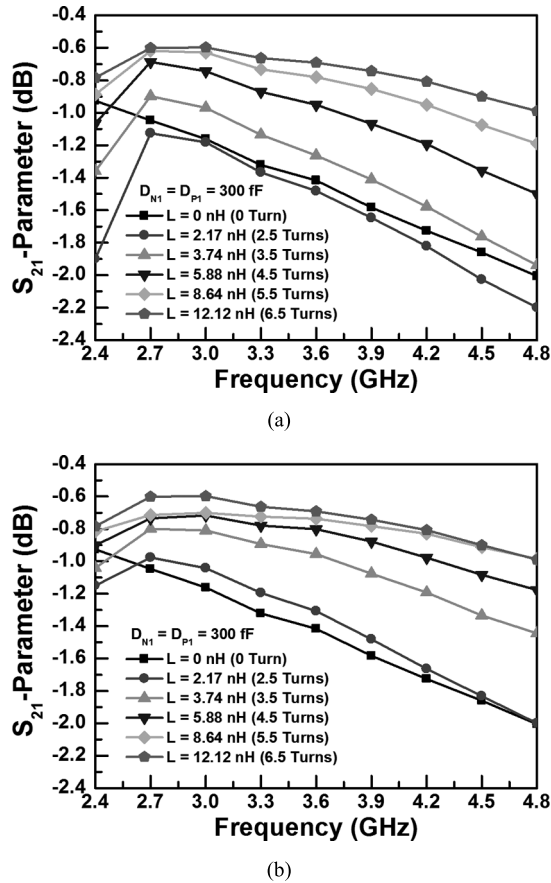 -0.4
-0.6
-0.8
-1.0
-1.2
-1.4
-1.6
-1.8
-2.0
-2.2
-2.4
S21-Parameter (dB)
DN1 = DP1 = 300 fF
L = 0 nH (0 Turn)
L = 2.17 nH (2.5 Turns)
L = 3.74 nH (3.5 Turns)
L = 5.88 nH (4.5 Turns)
L = 8.64 nH (5.5 Turns)
L = 12.12 nH (6.5 Turns)
2.4 2.7 3.0 3.3 3.6 3.9 4.2 4.5 4.8
Frequency (GHz)
(a)
-0.4
-0.6
-0.8
-1.0
-1.2
-1.4
-1.6
-1.8
-2.0
-2.2
-2.4
S21-Parameter (dB)
DN1 = DP1 = 300 fF
L = 0 nH (0 Turn)
L = 2.17 nH (2.5 Turns)
L = 3.74 nH (3.5 Turns)
L = 5.88 nH (4.5 Turns)
L = 8.64 nH (5.5 Turns)
L = 12.12 nH (6.5 Turns)
2.4 2.7 3.0 3.3 3.6 3.9 4.2 4.5 4.8
Frequency (GHz)
(b)